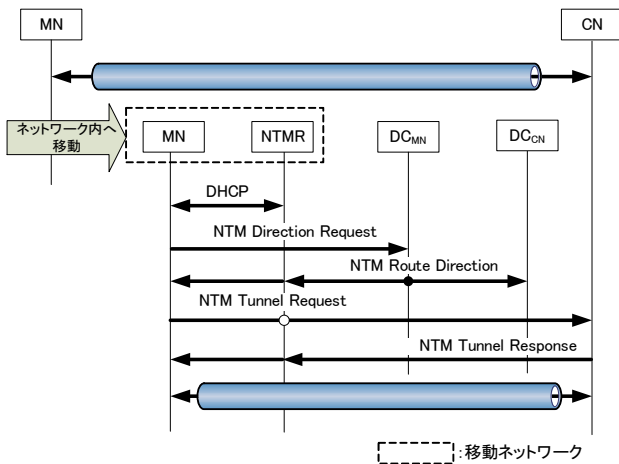 MN
CN
ネットワーク内へ
移動
MN
NTMR
DCMN
DCCN
DHCP
NTM Direction Request
NTM Route Direction
NTM Tunnel Request
NTM Tunnel Response
:移動ネットワーク